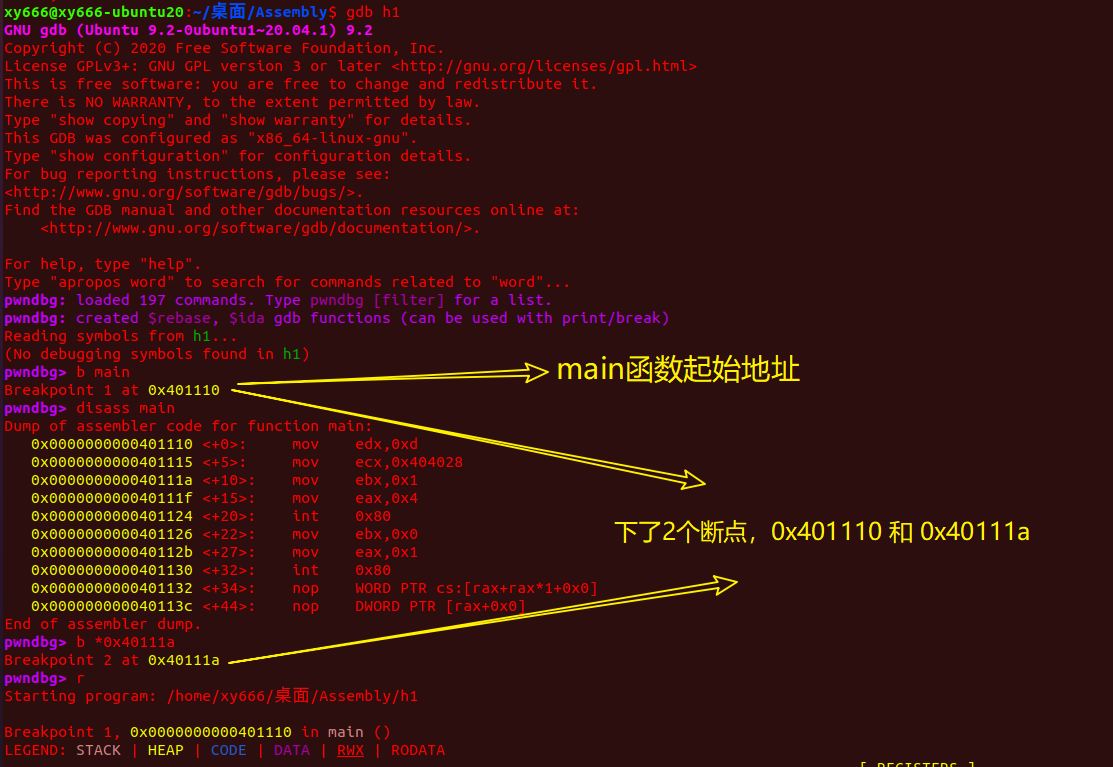 xy666@xy666-ubuntu20:~/桌面/Assembly$ gdb h1
GNU gdb (Ubuntu 9.2-0ubuntu1~20.04.1) 9.2
Copyright (C) 2020 Free Software Foundation, Inc.
License GPLv3+: GNU GPL version 3 or later <http://gnu.org/licenses/gpl.html>
This is free software: you are free to change and redistribute it.
There is NO WARRANTY, to the extent permitted by law.
Type "show copying" and "show warranty" for details.
This GDB was configured as "x86_64-linux-gnu".
Type "show configuration" for configuration details.
For bug reporting instructions, please see:
<http://www.gnu.org/software/gdb/bugs/>.
Find the GDB manual and other documentation resources online at:
    <http://www.gnu.org/software/gdb/documentation/>.
For help, type "help".
Type "apropos word" to search for commands related to "word"...
pwndbg: loaded 197 commands. Type pwndbg [filter] for a list.
pwndbg: created $rebase, $ida gdb functions (can be used with print/break)
Reading symbols from h1...
(No debugging symbols found in h1)
pwndbg> b main
main函数起始地址
Breakpoint 1 at 0x401110
pwndbg> disass main
Dump of assembler code for function main:
   0x0000000000401110 <+0>:     mov    edx,0xd
   0x0000000000401115 <+5>:     mov    ecx,0x404028
   0x000000000040111a <+10>:    mov    ebx,0x1
   0x000000000040111f <+15>:    mov    eax,0x4
   0x0000000000401124 <+20>:    int    0x80
   0x0000000000401126 <+22>:    mov    ebx,0x0
下了2个断点，0x401110 和 0x40111a
   0x000000000040112b <+27>:    mov    eax,0x1
   0x0000000000401130 <+32>:    int    0x80
   0x0000000000401132 <+34>:    nop    WORD PTR cs:[rax+rax*1+0x0]
   0x000000000040113c <+44>:    nop    DWORD PTR [rax+0x0]
End of assembler dump.
pwndbg> b *0x40111a
Breakpoint 2 at 0x40111a
pwndbg> r
Starting program: /home/xy666/桌面/Assembly/h1
Breakpoint 1, 0x0000000000401110 in main ()
LEGEND: STACK | HEAP | CODE | DATA | RWX | RODATA
[ REGISTERS ]